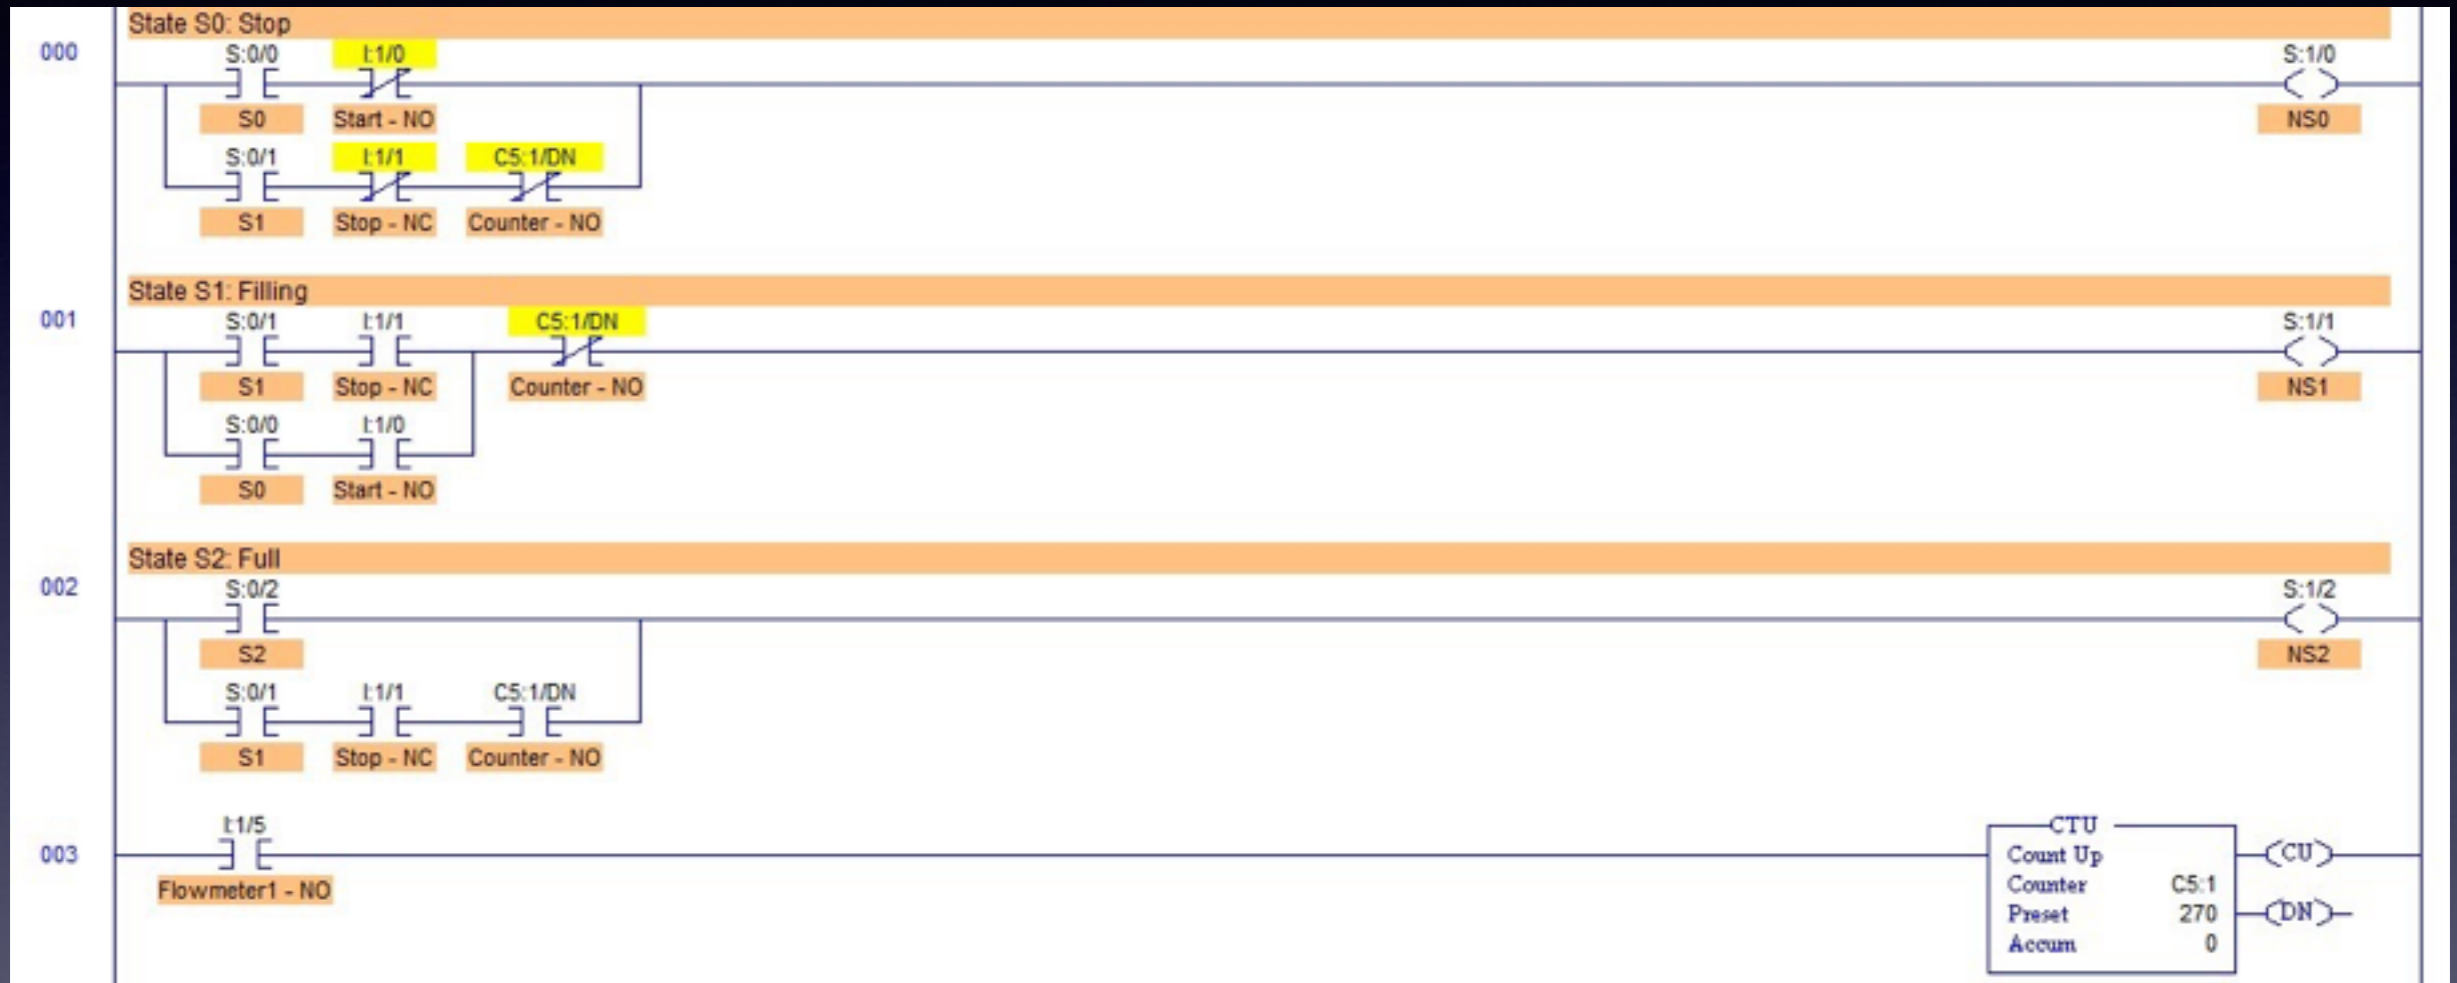 State S0: Stop
000 S:0/0 I:1/0 S:1/0
S0 Start - NO NS0
S:0/1 I:1/1 C5:1/DN
S1 Stop - NC Counter - NO
State S1: Filling
001 S:0/1 I:1/1 C5:1/DN S:1/1
S1 Stop - NC Counter - NO NS1
S:0/0 I:1/0
S0 Start - NO
State S2: Full
002 S:0/2 S:1/2
S2 NS2
S:0/1 I:1/1 C5:1/DN
S1 Stop - NC Counter - NO
I:1/5 CTU
003 Count Up CU
Flowmeter1 - NO Counter C5:1
Preset 270 DN
Accum 0